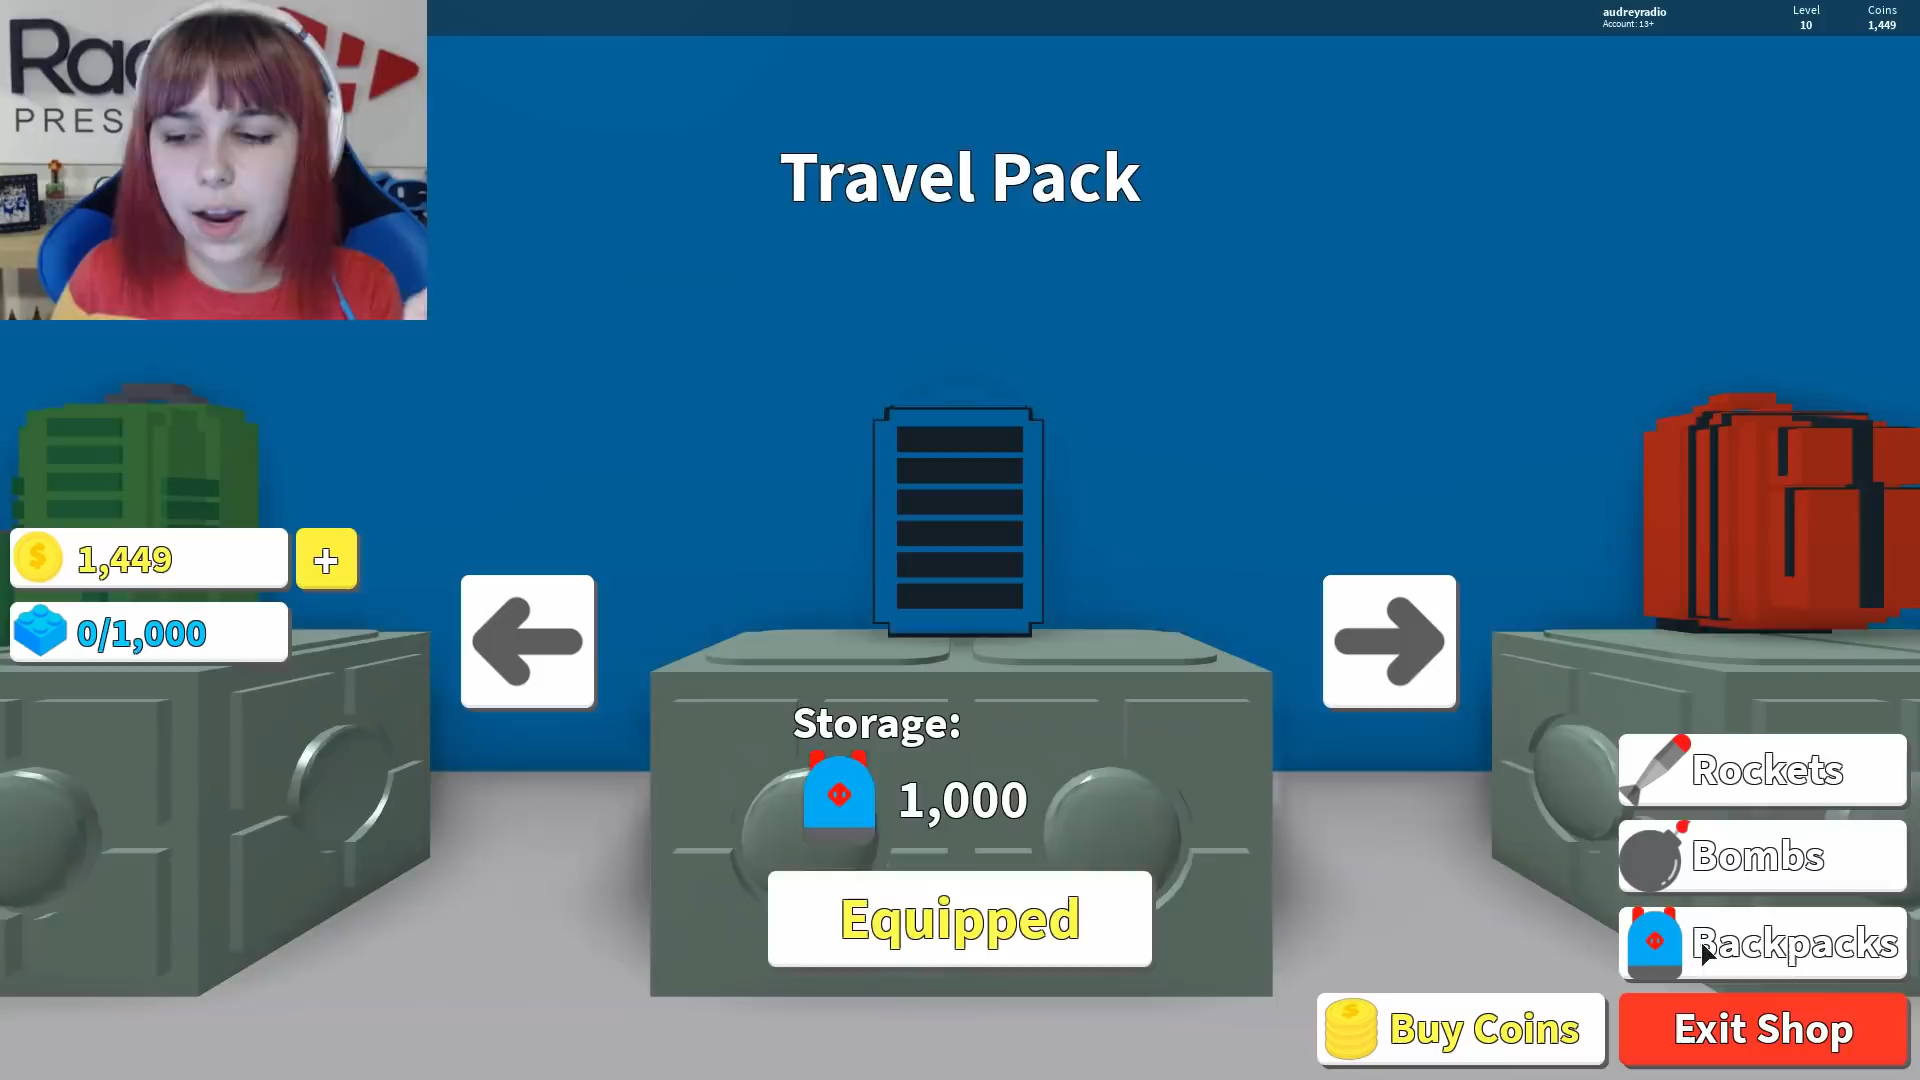 PRES
audreyradio
Account: 13+
Level
10
Coins
1,449
Travel Pack
1,449
+
0/1,000
Storage:
1,000
Equipped
Rockets
Bombs
Backpacks
Buy Coins
Exit Shop